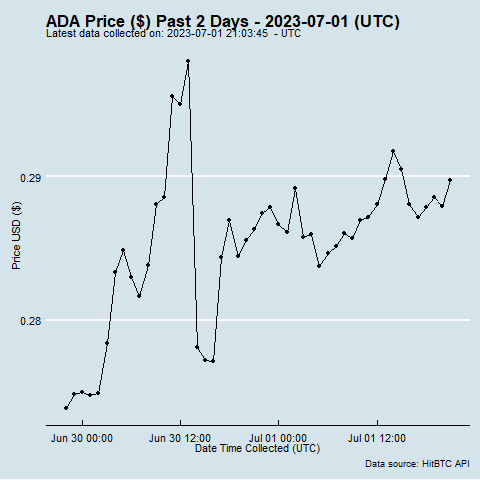 ADA Price ($) Past 2 Days - 2023-07-01 (UTC)
Latest data collected on: 2023-07-01 21:03:45  - UTC
0.29
Price USD ($)
0.28
Jun 30 00:00
Jun 30 12:00
Jul 01 00:00
Jul 01 12:00
Date Time Collected (UTC)
Data source: HitBTC API